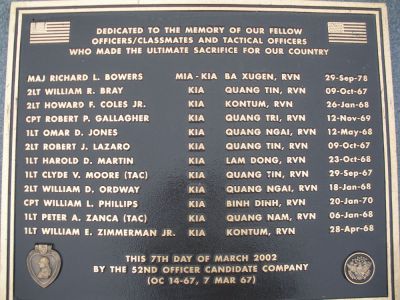 DEDICATED TO THE MEMORY OF OUR FELLOW
OFFICERS/CLASSMATES AND TACTICAL OFFICERS
WHO MADE THE ULTIMATE SACRIFICE FOR OUR COUNTRY
MAJ RICHARD L. BOWERS MIA - KIA BA XUGEN, RVN 29-Sep-78
2LT WILLIAM R. BRAY KIA QUANG TIN, RVN 09-Oct-67
2LT HOWARD F. COLES JR. KIA KONTUM, RVN 26-Jan-68
CPT ROBERT P. GALLAGHER KIA QUANG TRI, RVN 12-Nov-69
1LT OMAR D. JONES KIA QUANG NGAI, RVN 12-May-68
2LT ROBERT J. LAZARO KIA QUANG TIN, RVN 09-Oct-67
1LT HAROLD D. MARTIN KIA LAM DONG, RVN 23-Oct-68
1LT CLYDE V. MOORE (TAC) KIA QUANG TIN, RVN 29-Sep-67
2LT WILLIAM D. ORDWAY KIA QUANG NGAI, RVN 18-Jan-68
CPT WILLIAM L. PHILLIPS KIA BINH DINH, RVN 20-Jan-70
1LT PETER A. ZANCA (TAC) KIA QUANG NAM, RVN 06-Jan-68
1LT WILLIAM E. ZIMMERMAN JR. KIA KONTUM, RVN 28-Apr-68
THIS 7TH DAY OF MARCH 2002
BY THE 52ND OFFICER CANDIDATE COMPANY
(OC 14-67, 7 MAR 67)